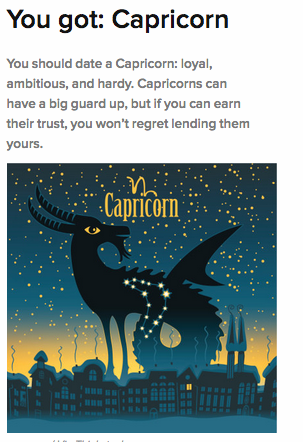 You got: Capricorn
You should date a Capricorn: loyal,
ambitious, and hardy. Capricorns can
have a big guard up, but if you can earn
their trust, you won't regret lending them
yours.
Capricorn